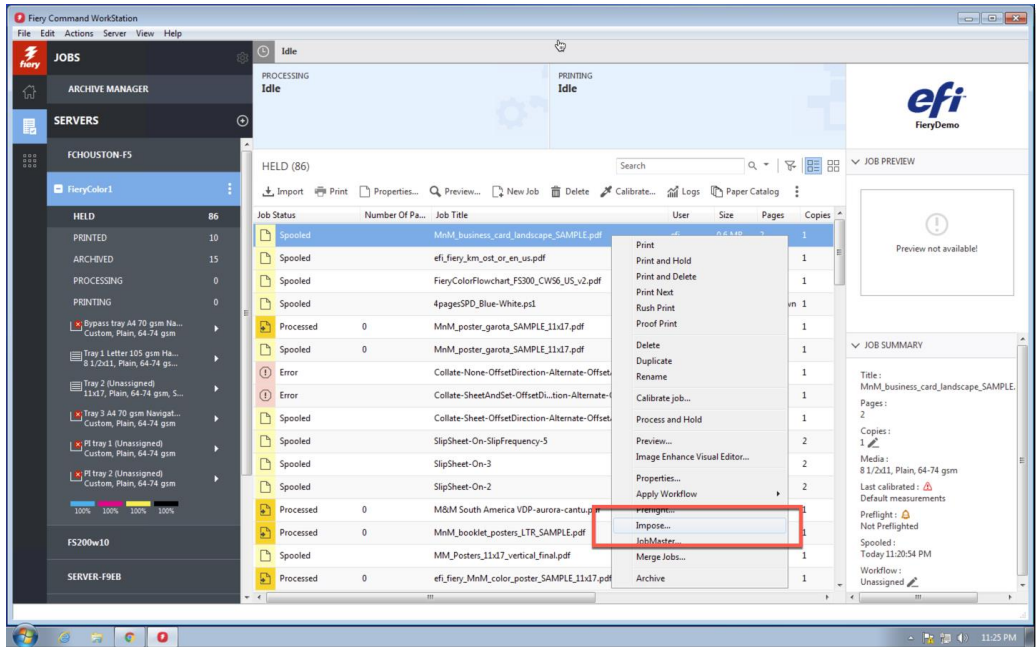 Fiery Command WorkStation
File Edit Actions Server View Help
fiery
JOBS
ARCHIVE MANAGER
SERVERS
FCHOUSTON-F5
FieryColor1
HELD 86
PRINTED 10
ARCHIVED 15
PROCESSING 0
PRINTING 0
Bypass tray A4 70 gsm Na...
Custom, Plain, 64-74 gsm
Tray 1 Letter 105 gsm Ha...
8 1/2x11, Plain, 64-74 gs...
Tray 2 (Unassigned)
11x17, Plain, 64-74 gsm, S...
Tray 3 A4 70 gsm Navigat...
Custom, Plain, 64-74 gsm
PI tray 1 (Unassigned)
Custom, Plain, 64-74 gsm
PI tray 2 (Unassigned)
Custom, Plain, 64-74 gsm
100% 100% 100% 100%
FS200w10
SERVER-F9EB
Idle
PROCESSING
Idle
PRINTING
Idle
HELD (86)
Search
Import Print Properties... Preview... New Job Delete Calibrate... Logs Paper Catalog
Job Status Number Of Pa... Job Title User Size Pages Copies
Spooled MnM_business_card_landscape_SAMPLE.pdf efi 0.6 MB 2 1
Spooled efi_fiery_km_ost_or_en_us.pdf 1
Spooled FieryColorFlowchart_FS300_CWS6_US_v2.pdf 1
Spooled 4pagesSPD_Blue-White.ps1 1
Processed 0 MnM_poster_garota_SAMPLE_11x17.pdf 1
Spooled 0 MnM_poster_garota_SAMPLE_11x17.pdf 1
Error Collate-None-OffsetDirection-Alternate-Offset 1
Error Collate-SheetAndSet-OffsetDi...tion-Alternate- 1
Spooled Collate-Sheet-OffsetDirection-Alternate-Offset 1
Spooled SlipSheet-On-SlipFrequency-5 2
Spooled SlipSheet-On-3 2
Spooled SlipSheet-On-2 2
Processed 0 M&M South America VDP-aurora-cantu.pdf 1
Processed 0 MnM_booklet_posters_LTR_SAMPLE.pdf 1
Spooled MM_Posters_11x17_vertical_final.pdf 1
Processed 0 efi_fiery_MnM_color_poster_SAMPLE_11x17.pdf 1
Print
Print and Hold
Print and Delete
Print Next
Rush Print
Proof Print
Delete
Duplicate
Rename
Calibrate job...
Process and Hold
Preview...
Image Enhance Visual Editor...
Properties...
Apply Workflow
Preflight...
Impose...
JobMaster...
Merge Jobs...
Archive
efi
FieryDemo
JOB PREVIEW
Preview not available!
JOB SUMMARY
Title :
MnM_business_card_landscape_SAMPLE.
Pages :
2
Copies :
1
Media :
8 1/2x11, Plain, 64-74 gsm
Last calibrated :
Default measurements
Preflight :
Not Preflighted
Spooled :
Today 11:20:54 PM
Workflow :
Unassigned
11:25 PM